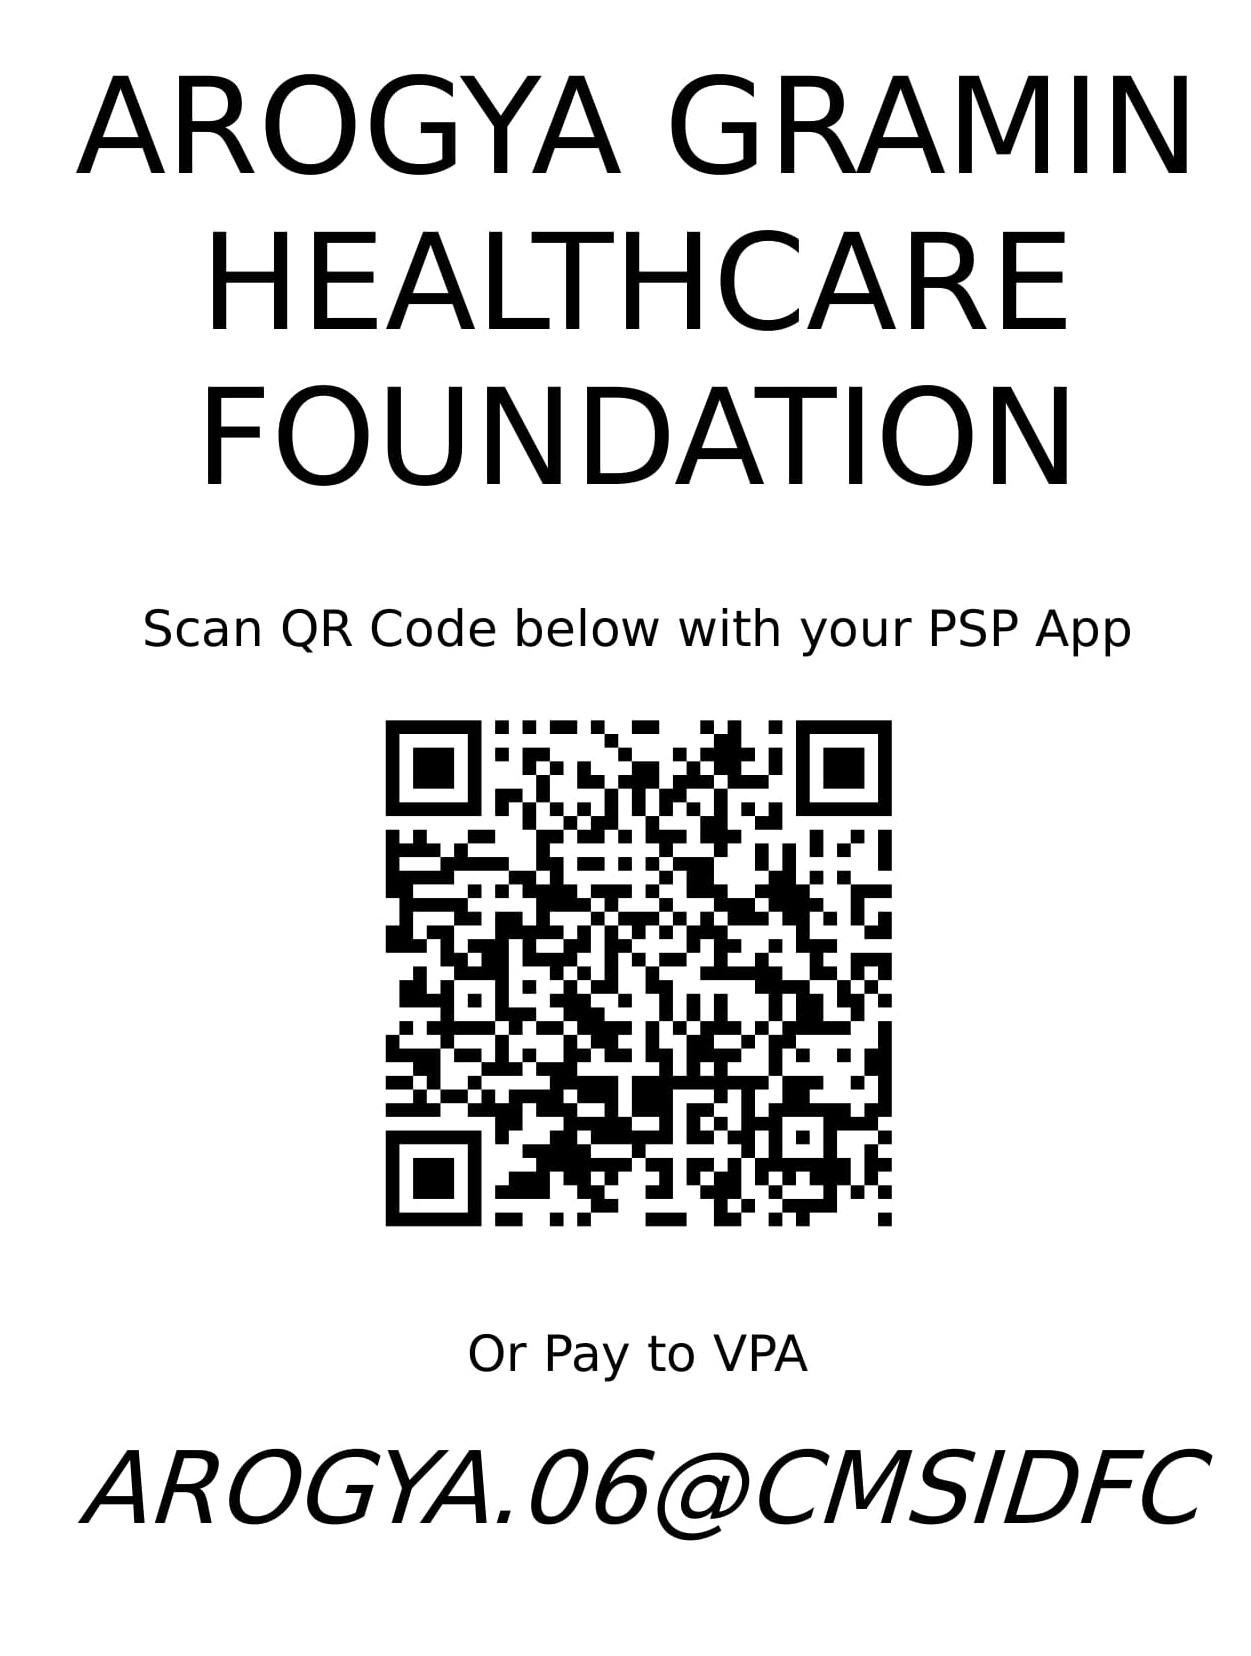 AROGYA GRAMIN
HEALTHCARE
FOUNDATION
Scan QR Code below with your PSP App
Or Pay to VPA
AROGYA.06@CMSIDFC